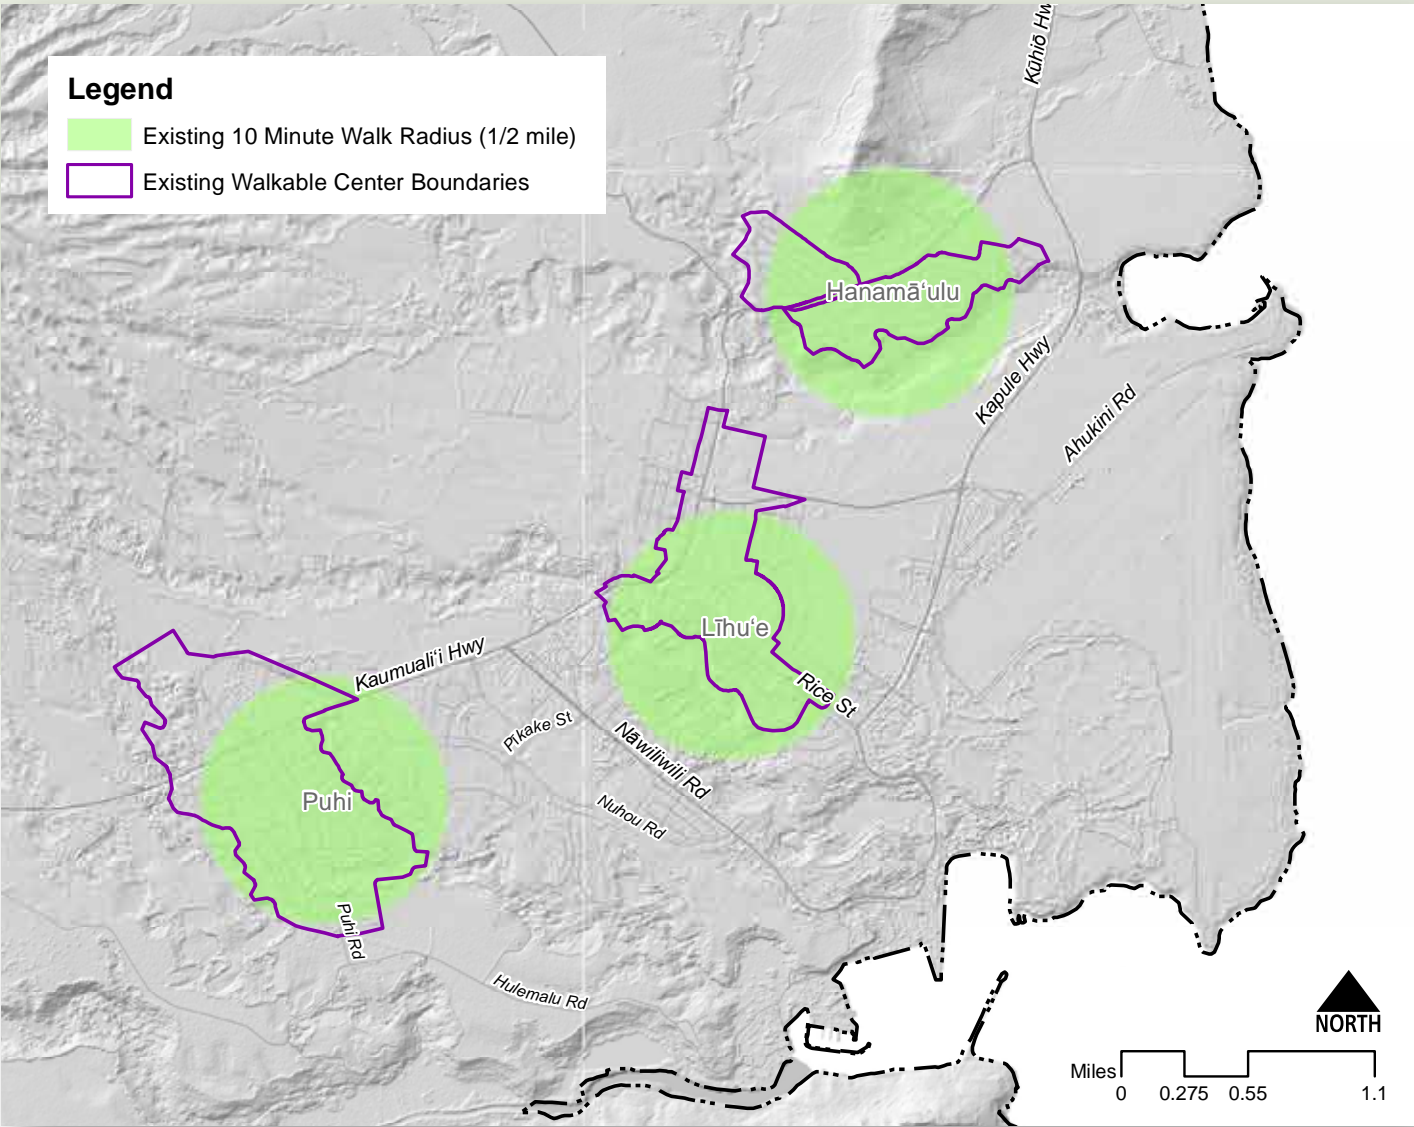 Legend
Existing 10 Minute Walk Radius (1/2 mile)
Existing Walkable Center Boundaries
Kūhiō Hw
Hanamāʻulu
Kapule Hwy
Ahukini Rd
Līhuʻe
Kaumualiʻi Hwy
Rice St
Pīkake St
Nāwiliwili Rd
Puhi
Nuhou Rd
Puhi Rd
Hulemalu Rd
NORTH
Miles
0 0.275 0.55 1.1